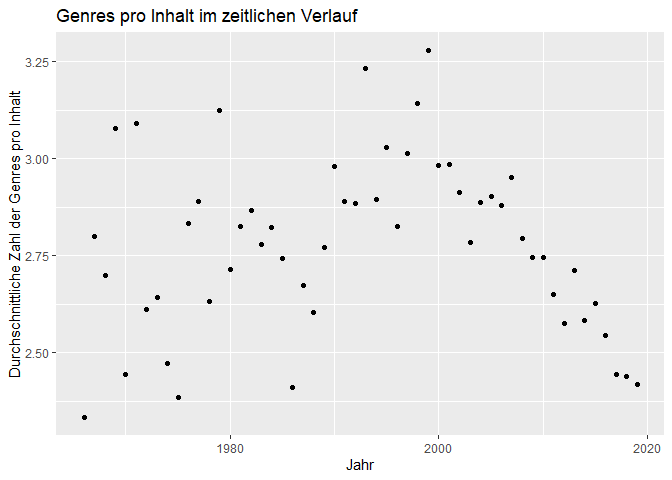 Genres pro Inhalt im zeitlichen Verlauf
Durchschnittliche Zahl der Genres pro Inhalt
3.25
3.00
2.75
2.50
1980
2000
2020
Jahr